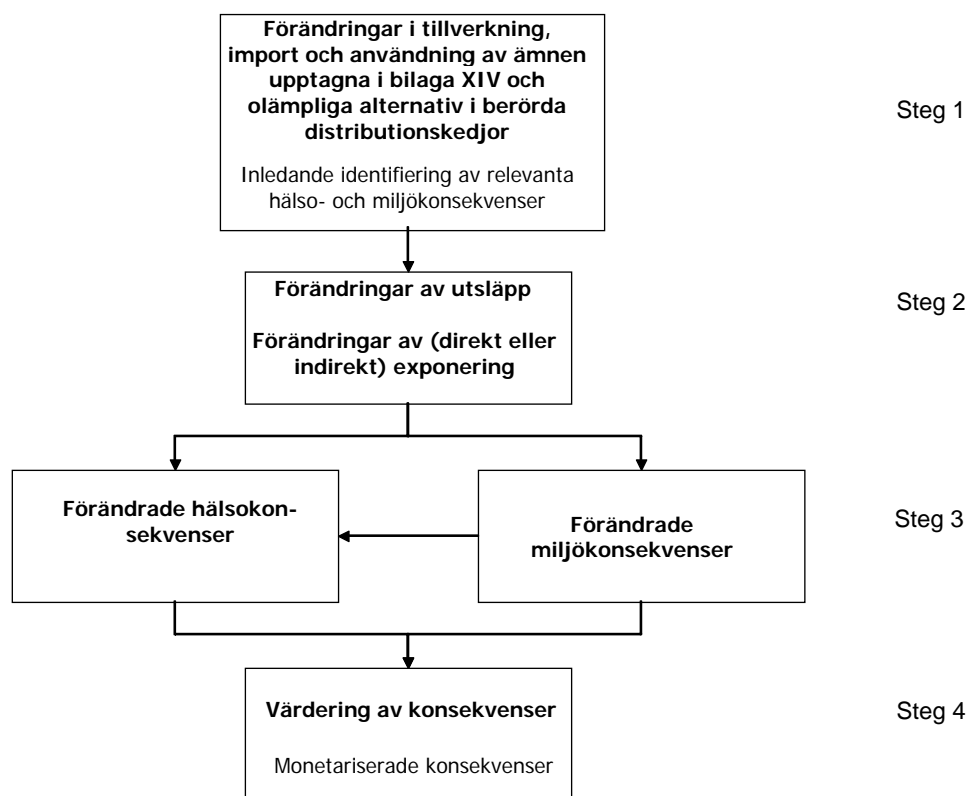 Förändringar i tillverkning,
import och användning av ämnen
upptagna i bilaga XIV och
olämpliga alternativ i berörda
distributionskedjor
Inledande identifiering av relevanta
hälso- och miljökonsekvenser
Steg 1
Förändringar av utsläpp
Förändringar av (direkt eller
indirekt) exponering
Steg 2
Förändrade hälsokon-
sekvenser
Förändrade
miljökonsekvenser
Steg 3
Värdering av konsekvenser
Monetariserade konsekvenser
Steg 4